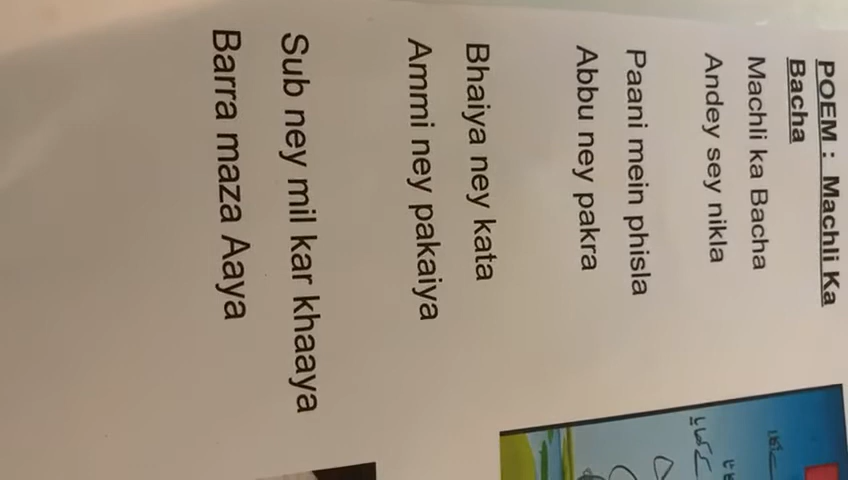 POEM : Machli Ka
Bacha
Machli ka Bacha
Andey sey nikla
Paani mein phisla
Abbu ney pakra
Bhaiya ney kata
Ammi ney pakaiya
Sub ney mil kar khaaya
Barra maza Aaya